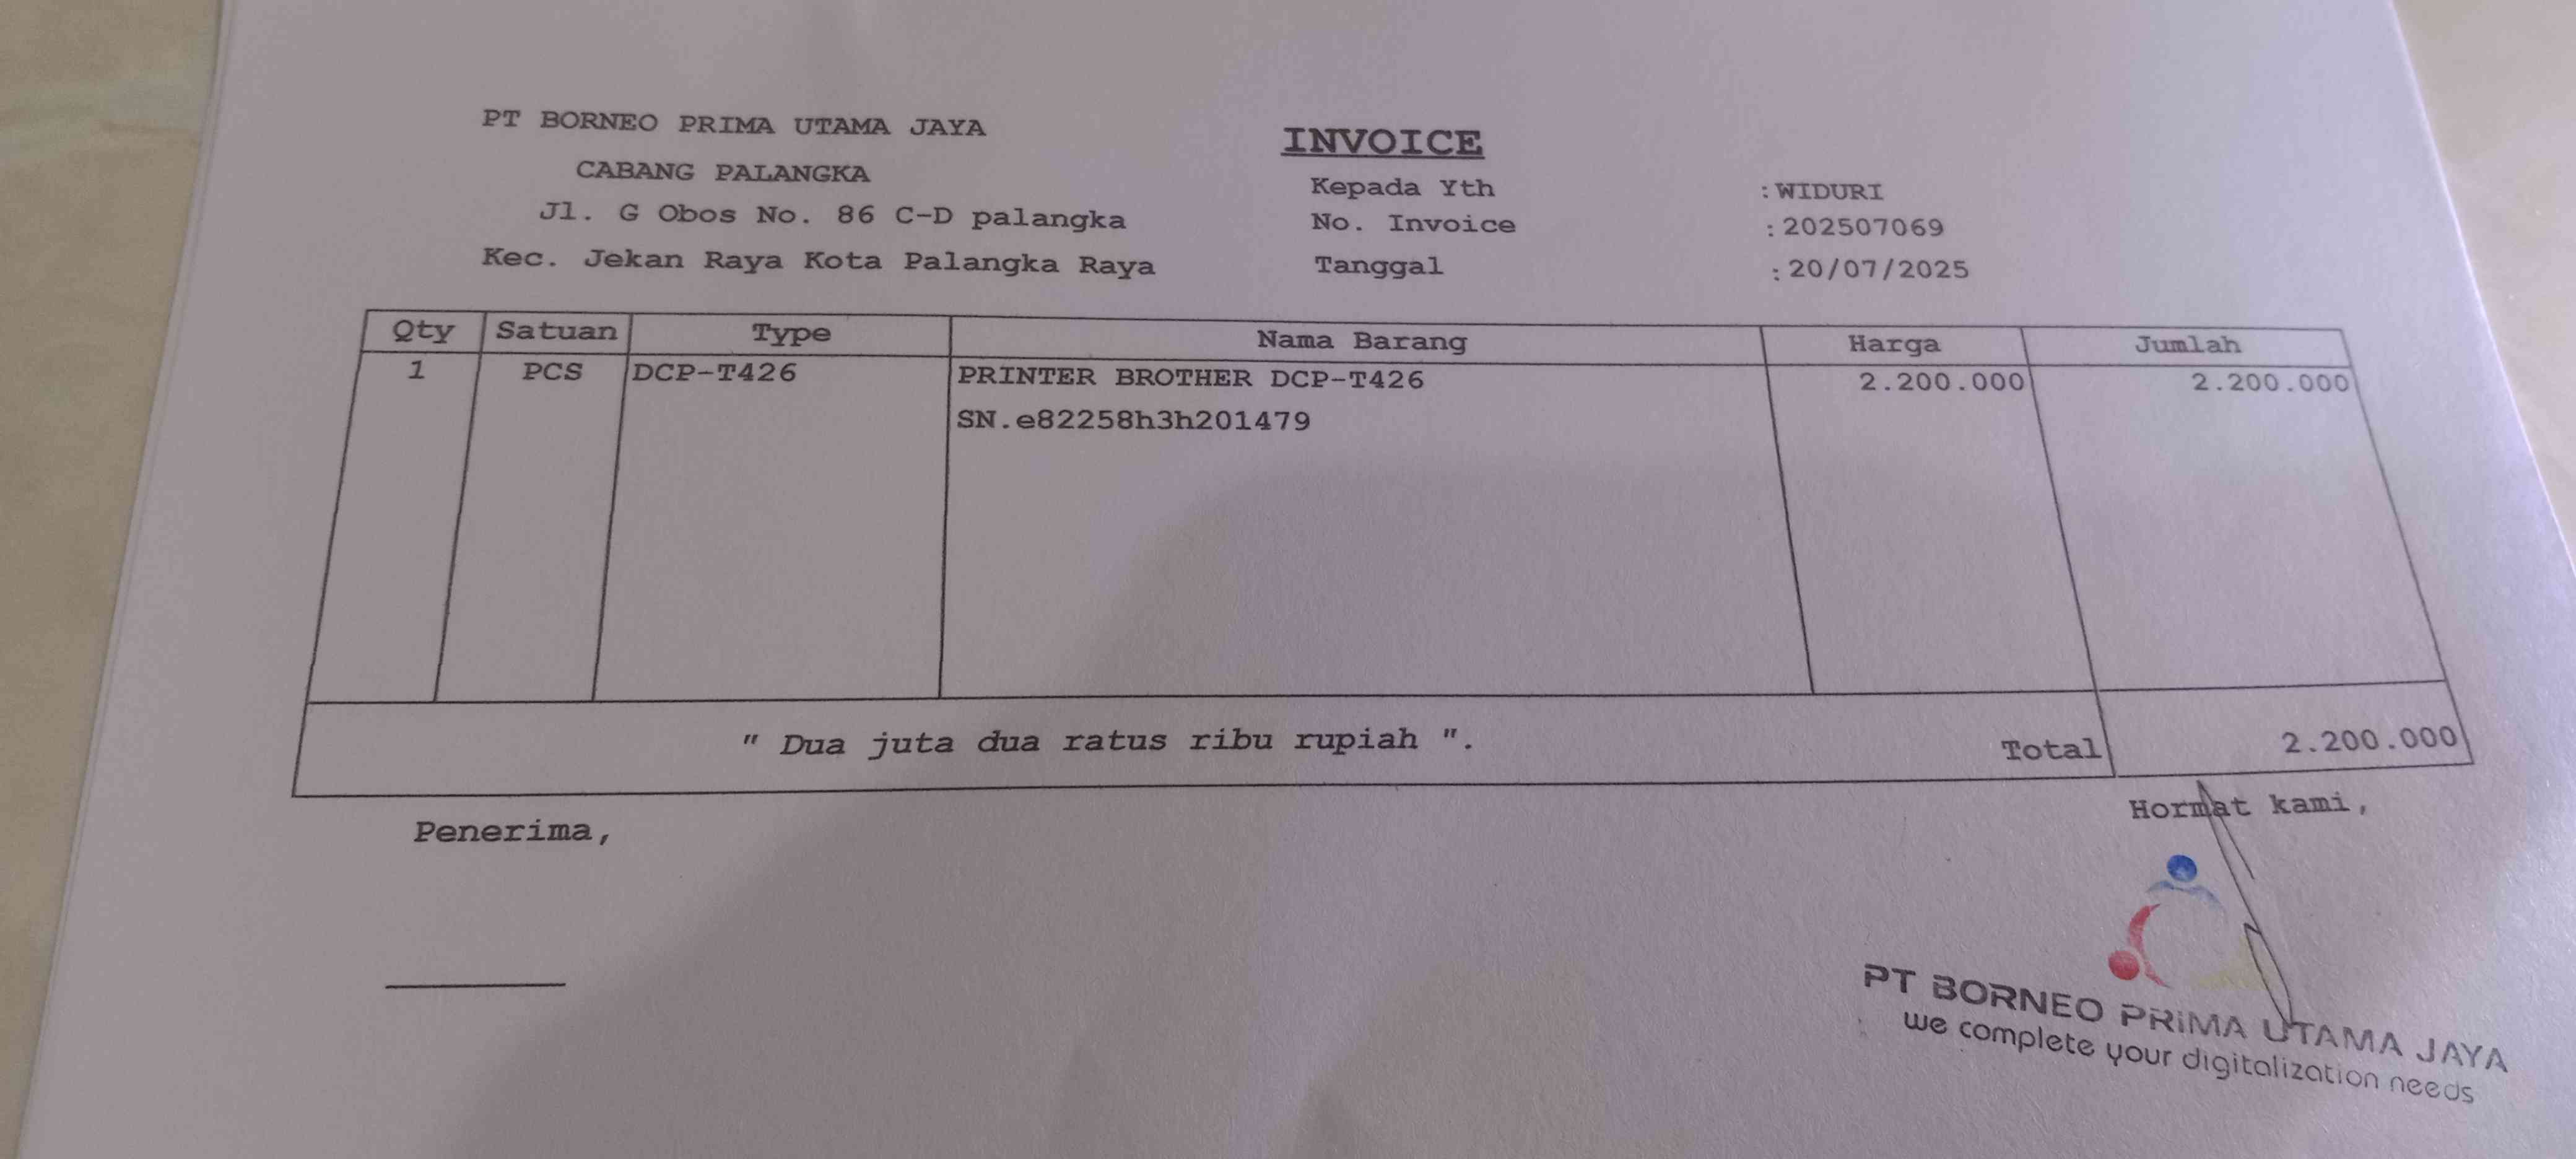 PT BORNEO PRIMA UTAMA JAYA
CABANG PALANGKA
Jl. G Obos No. 86 C-D palangka
Kec. Jekan Raya Kota Palangka Raya
INVOICE
Kepada Yth :WIDURI
No. Invoice :202507069
Tanggal :20/07/2025
Qty Satuan Type Nama Barang Harga Jumlah
1 PCS DCP-T426 PRINTER BROTHER DCP-T426 2.200.000 2.200.000
SN.e82258h3h201479
" Dua juta dua ratus ribu rupiah ". Total 2.200.000
Penerima,
Hormat kami,
PT BORNEO PRIMA UTAMA JAYA
we complete your digitalization needs